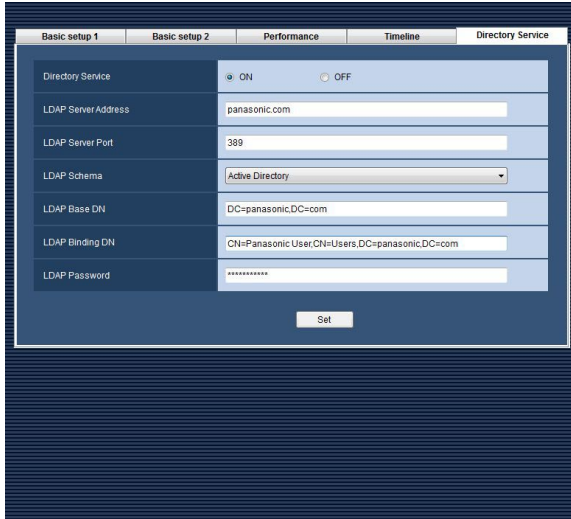 Basic setup 1 Basic setup 2 Performance Timeline Directory Service
Directory Service ON OFF
LDAP Server Address panasonic.com
LDAP Server Port 389
LDAP Schema Active Directory
LDAP Base DN DC=panasonic,DC=com
LDAP Binding DN CN=Panasonic User,CN=Users,DC=panasonic,DC=com
LDAP Password ***********
Set